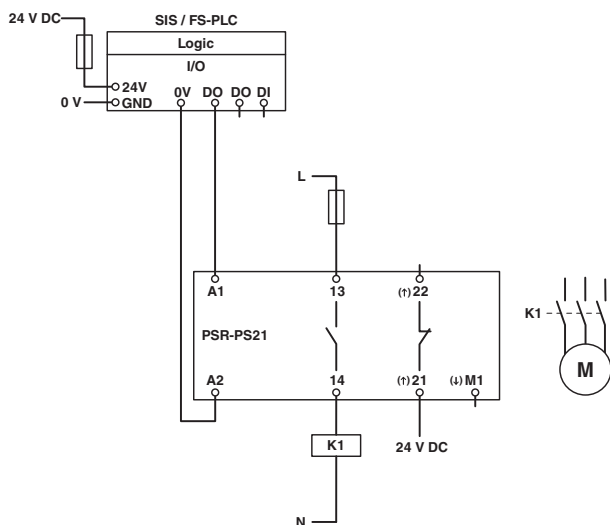 24 V DC
SIS / FS-PLC
Logic
I/O
24V
0V DO DO DI
0 V
GND
L
A1 13 (↑) 22
K1
PSR-PS21
M
A2 14 (↑) 21 (↓) M1
K1
24 V DC
N